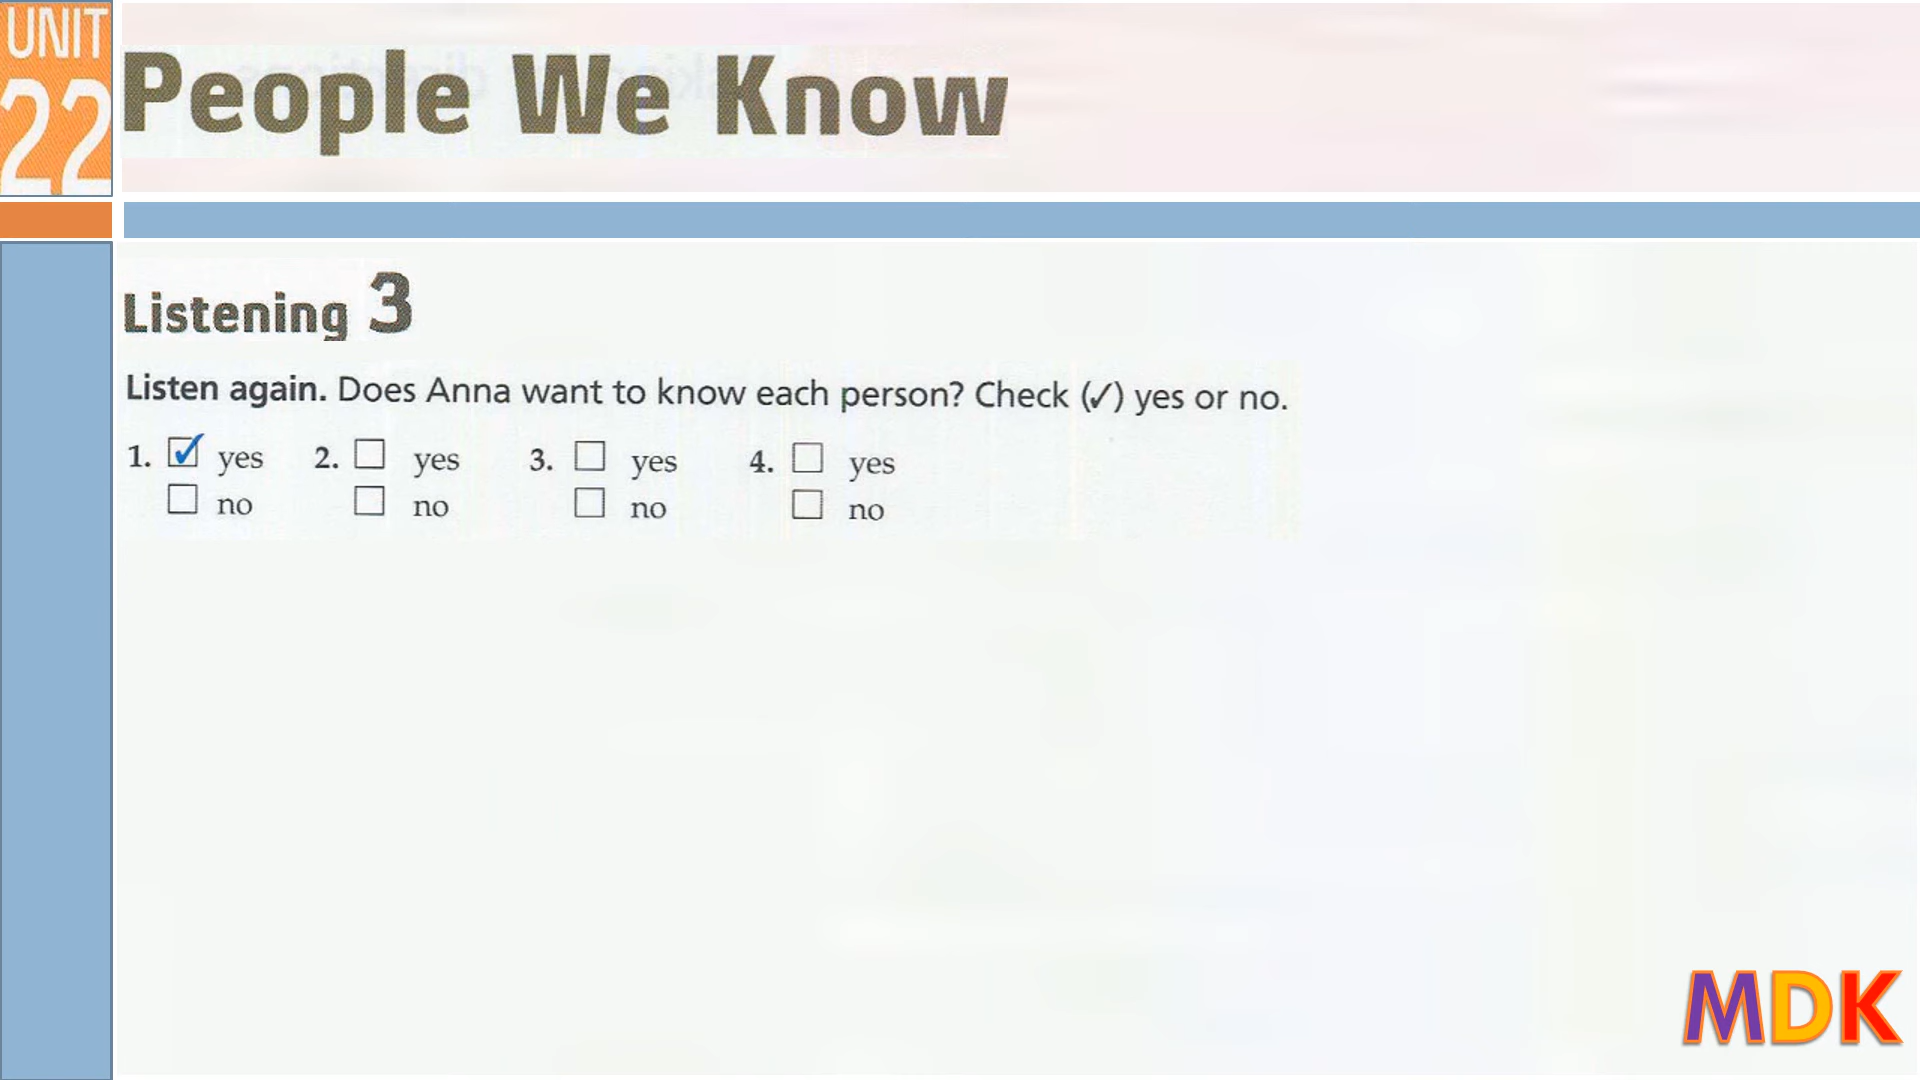 UNIT
22
People We Know
Listening 3
Listen again. Does Anna want to know each person? Check (✓) yes or no.
1. ☑ yes 2. ☐ yes 3. ☐ yes 4. ☐ yes
☐ no ☐ no ☐ no ☐ no
MDK